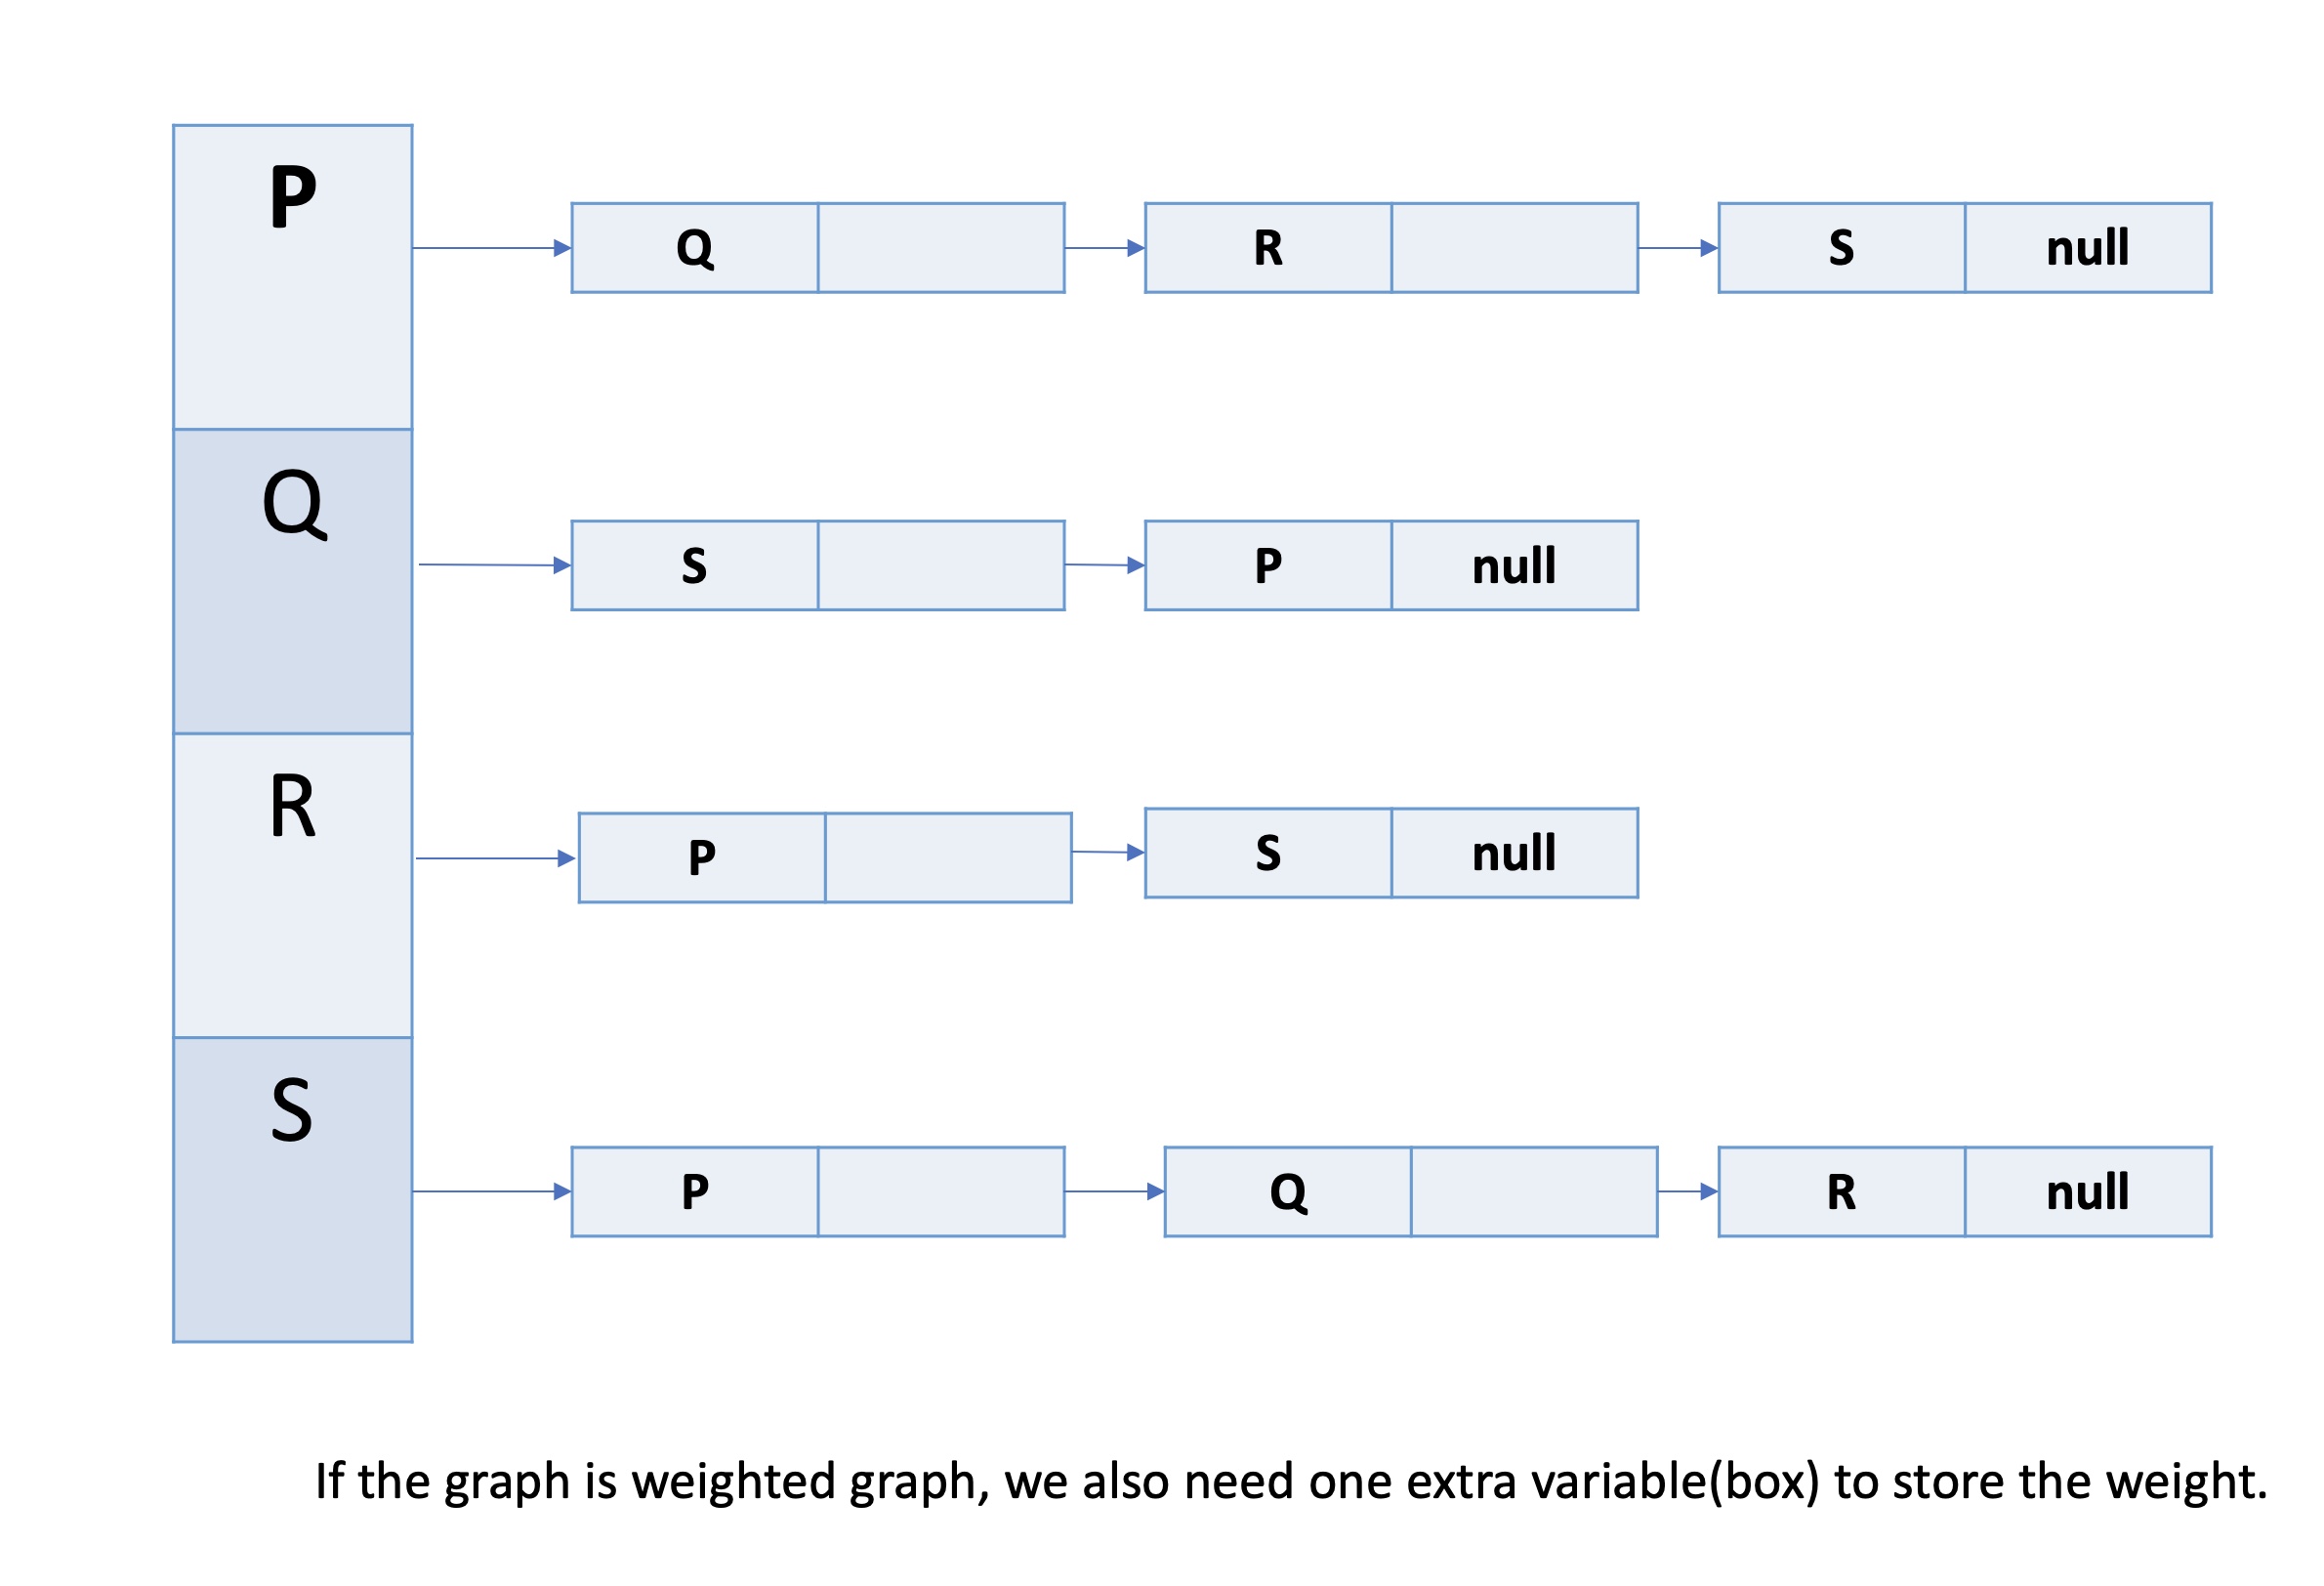 P
Q R S null
Q
S P null
R
P S null
S
P Q R null
If the graph is weighted graph, we also need one extra variable(box) to store the weight.